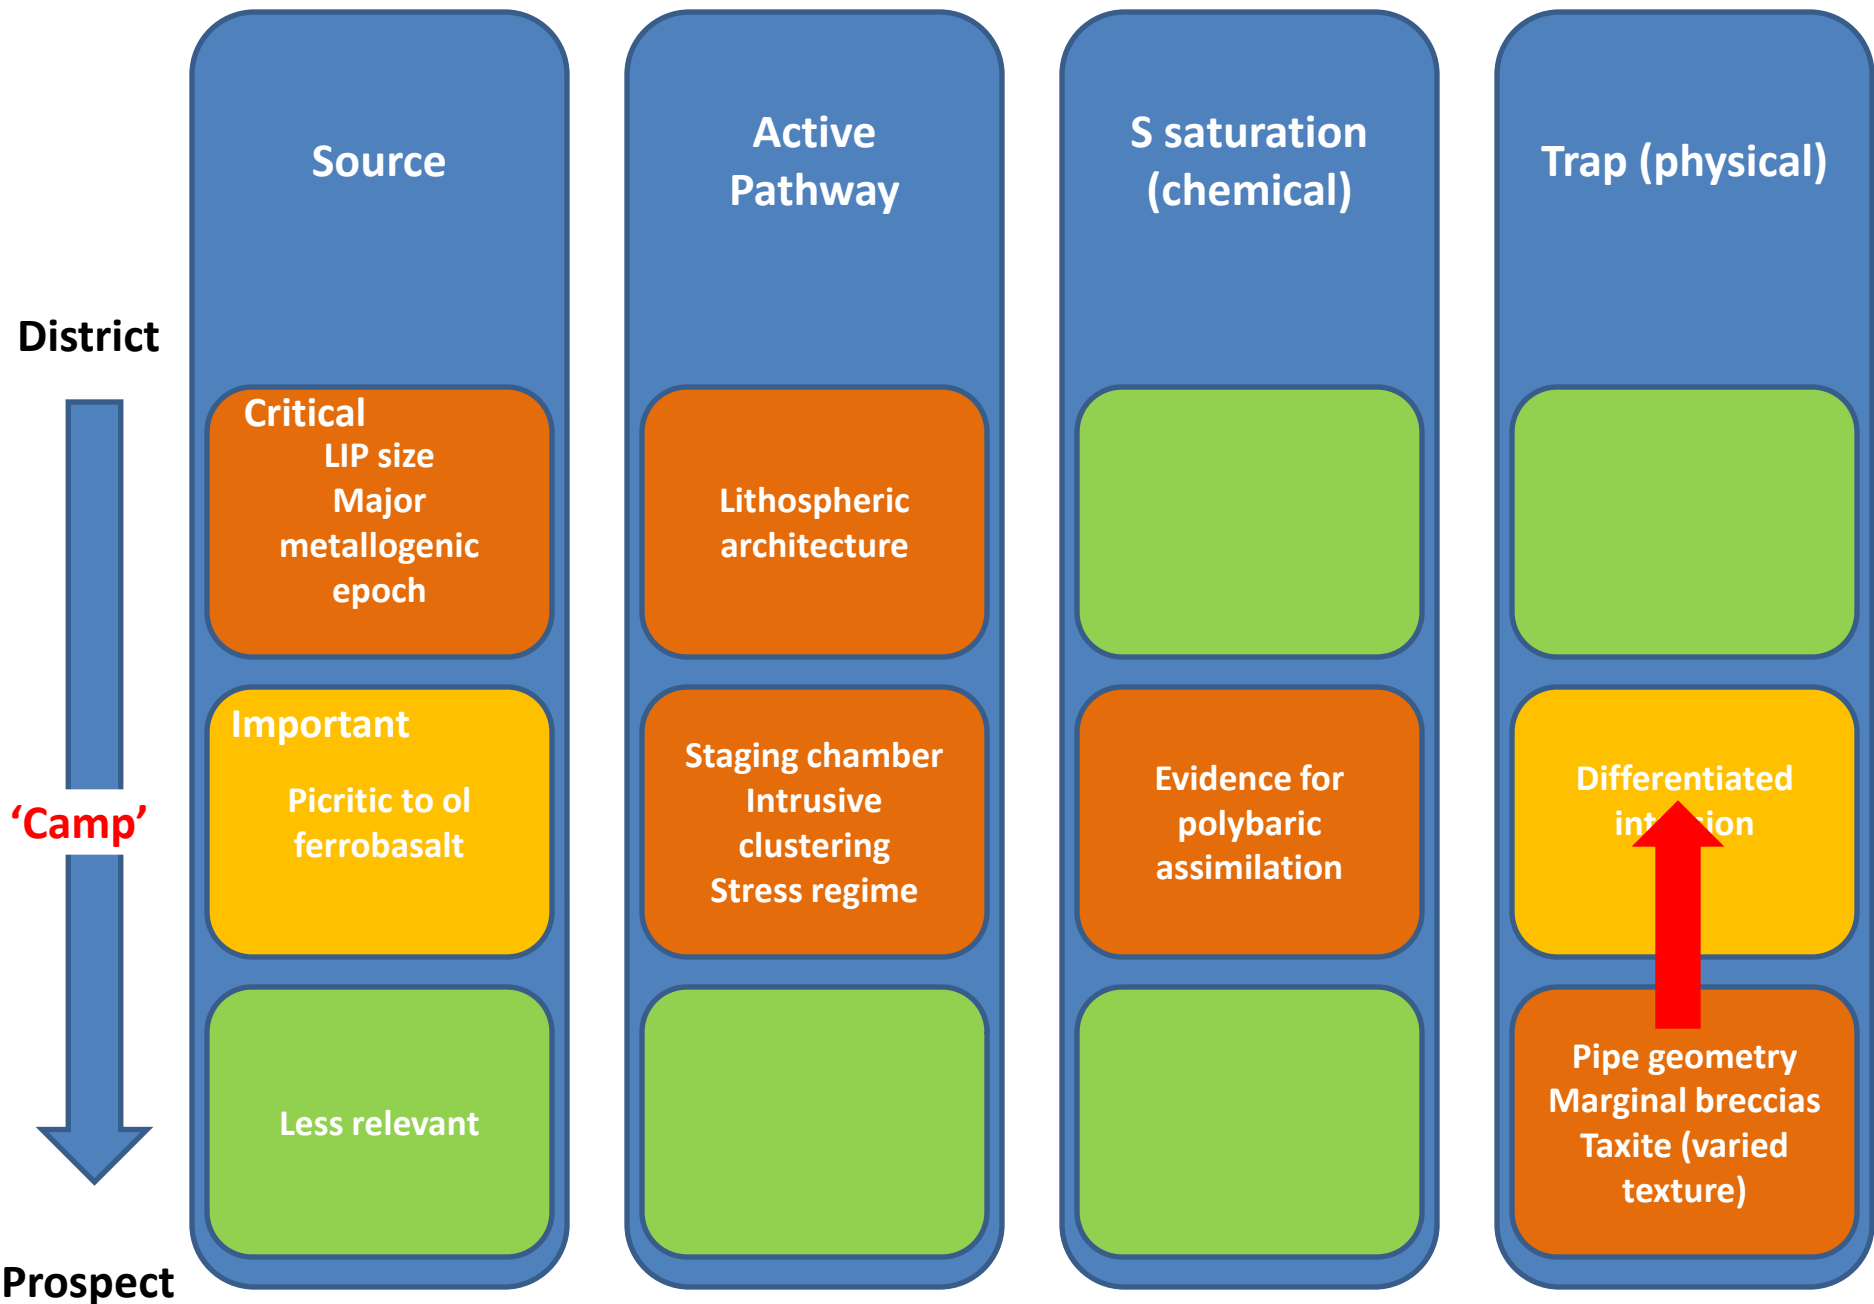 Source
Active
Pathway
S saturation
(chemical)
Trap (physical)
District
Critical
LIP size
Major
metallogenic
epoch
Lithospheric
architecture
‘Camp’
Important
Picritic to ol
ferrobasalt
Staging chamber
Intrusive
clustering
Stress regime
Evidence for
polybaric
assimilation
Differentiated
intrusion
Less relevant
Pipe geometry
Marginal breccias
Taxite (varied
texture)
Prospect